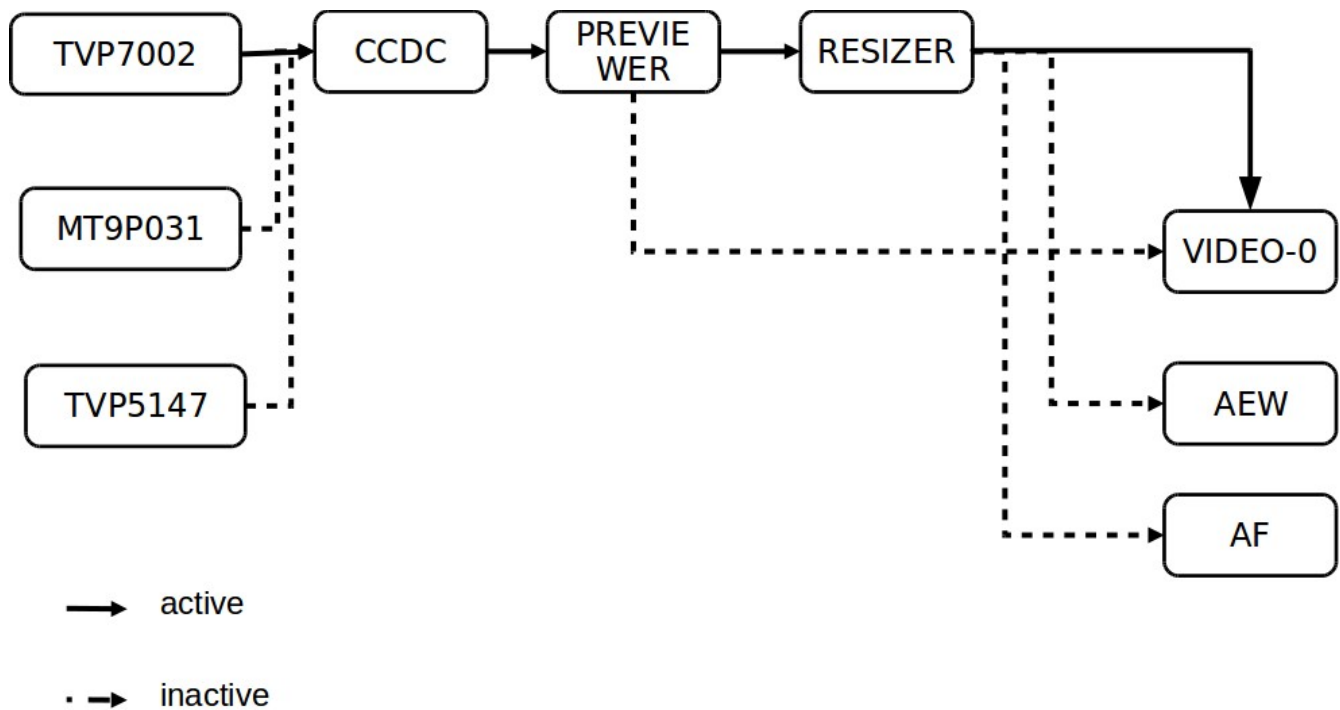 TVP7002
CCDC
PREVIE
WER
RESIZER
MT9P031
VIDEO-0
TVP5147
AEW
AF
active
inactive